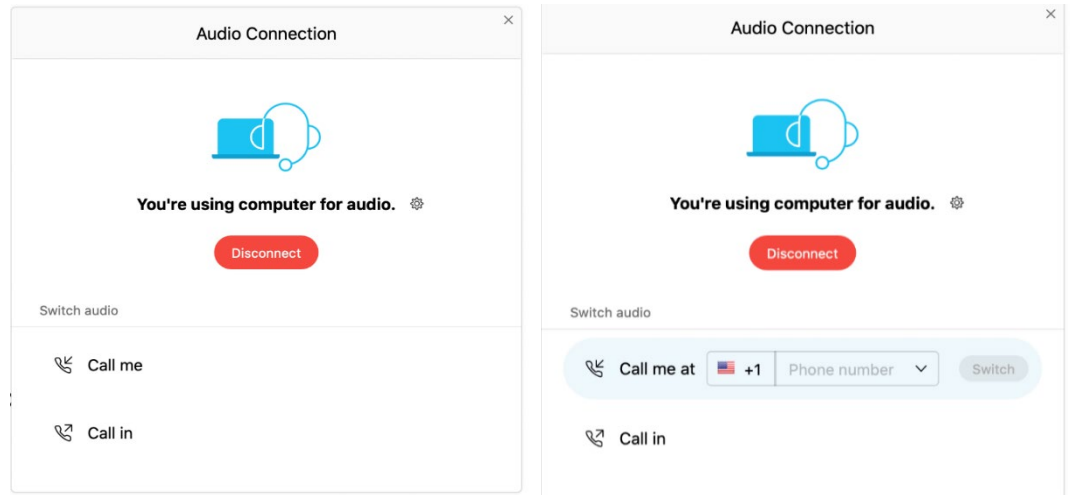 Audio Connection
You're using computer for audio.
Disconnect
Switch audio
Call me
Call in
Audio Connection
You're using computer for audio.
Disconnect
Switch audio
Call me at +1 Phone number Switch
Call in